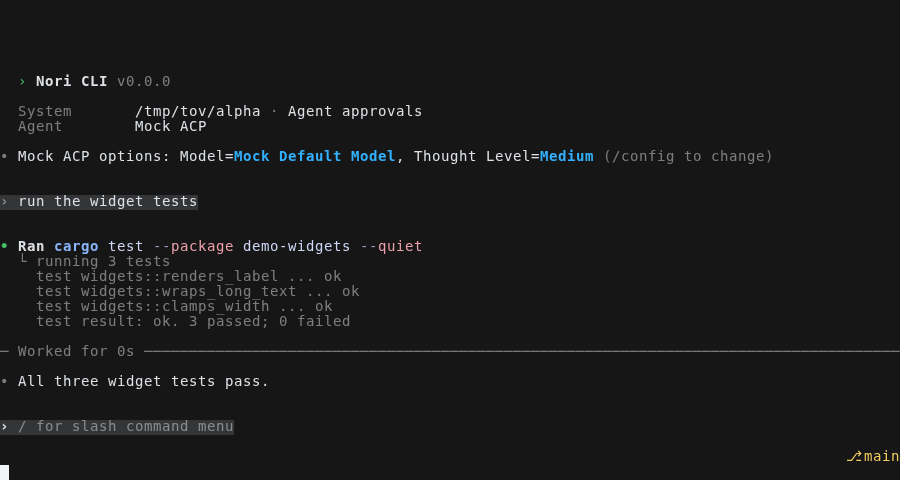 › Nori CLI v0.0.0
System /tmp/tov/alpha · Agent approvals
Agent Mock ACP
• Mock ACP options: Model=Mock Default Model, Thought Level=Medium (/config to change)
› run the widget tests
• Ran cargo test --package demo-widgets --quiet
└ running 3 tests
test widgets::renders_label ... ok
test widgets::wraps_long_text ... ok
test widgets::clamps_width ... ok
test result: ok. 3 passed; 0 failed
─ Worked for 0s ─
• All three widget tests pass.
› / for slash command menu
⎇main